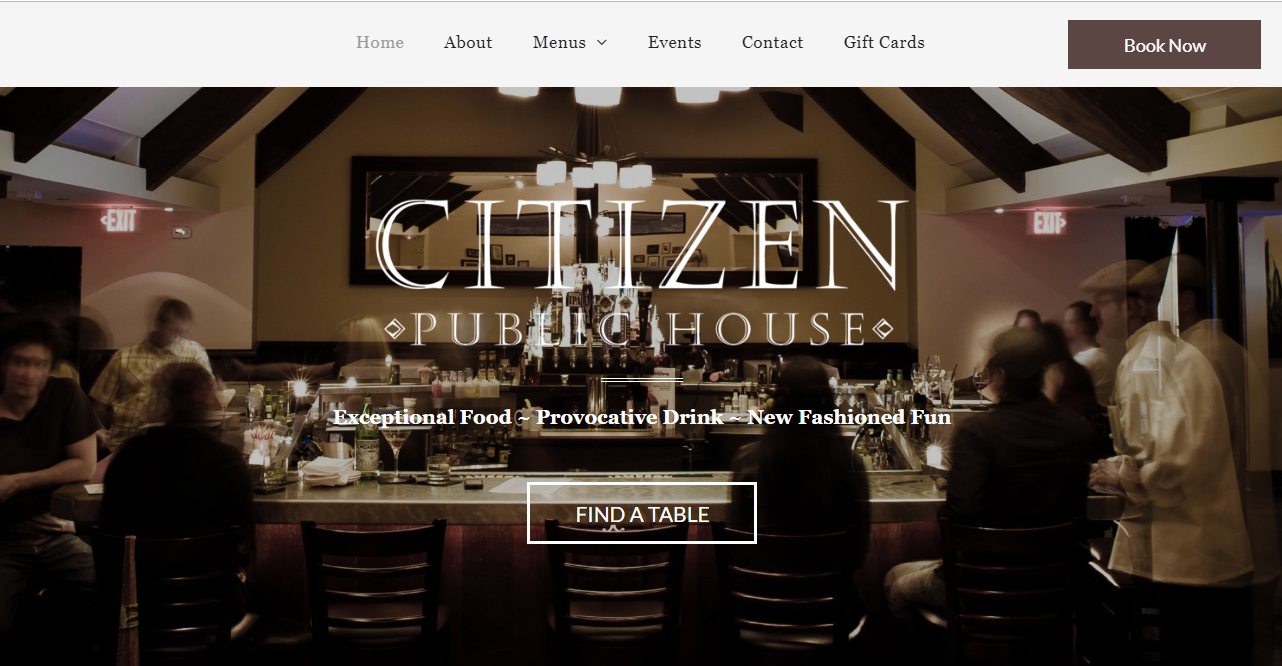 Home About Menus Events Contact Gift Cards Book Now
EXIT
EXIT
CITIZEN
PUBLIC HOUSE
Exceptional Food ~ Provocative Drink ~ New Fashioned Fun
FIND A TABLE